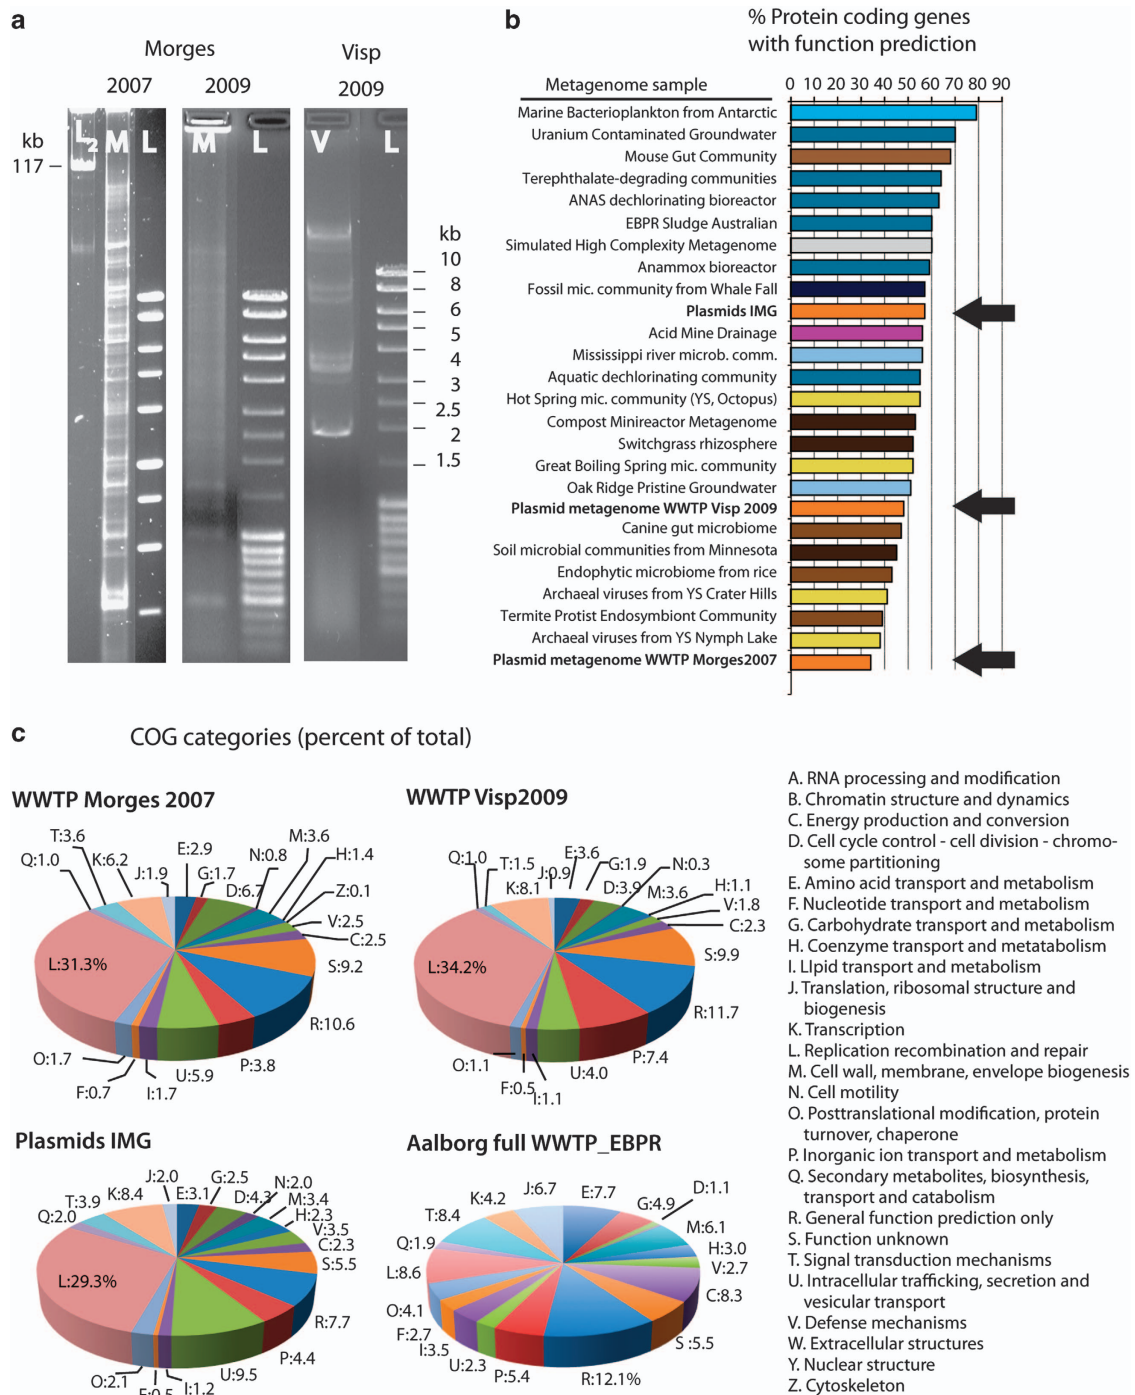 a
Morges
Visp
2007
2009
2009
kb
117
L2 M L
M L
V L
kb
10
8
6
5
4
3
2.5
2
1.5
b
% Protein coding genes
with function prediction
Metagenome sample
0 10 20 30 40 50 60 70 80 90
Marine Bacterioplankton from Antarctic
Uranium Contaminated Groundwater
Mouse Gut Community
Terephthalate-degrading communities
ANAS dechlorinating bioreactor
EBPR Sludge Australian
Simulated High Complexity Metagenome
Anammox bioreactor
Fossil mic. community from Whale Fall
Plasmids IMG
Acid Mine Drainage
Mississippi river microb. comm.
Aquatic dechlorinating community
Hot Spring mic. community (YS, Octopus)
Compost Minireactor Metagenome
Switchgrass rhizosphere
Great Boiling Spring mic. community
Oak Ridge Pristine Groundwater
Plasmid metagenome WWTP Visp 2009
Canine gut microbiome
Soil microbial communities from Minnesota
Endophytic microbiome from rice
Archaeal viruses from YS Crater Hills
Termite Protist Endosymbiont Community
Archaeal viruses from YS Nymph Lake
Plasmid metagenome WWTP Morges2007
c
COG categories (percent of total)
WWTP Morges 2007
T:3.6
Q:1.0
K:6.2
J:1.9
E:2.9
G:1.7
D:6.7
N:0.8
M:3.6
H:1.4
Z:0.1
V:2.5
C:2.5
S:9.2
R:10.6
P:3.8
U:5.9
I:1.7
F:0.7
O:1.7
L:31.3%
WWTP Visp2009
Q:1.0
T:1.5
K:8.1
J:0.9
E:3.6
G:1.9
D:3.9
N:0.3
M:3.6
H:1.1
V:1.8
C:2.3
S:9.9
R:11.7
P:7.4
U:4.0
I:1.1
F:0.5
O:1.1
L:34.2%
Plasmids IMG
Q:2.0
T:3.9
K:8.4
J:2.0
E:3.1
G:2.5
D:4.3
N:2.0
M:3.4
H:2.3
V:3.5
C:2.3
S:5.5
R:7.7
P:4.4
U:9.5
I:1.2
F:0.5
O:2.1
L:29.3%
Aalborg full WWTP_EBPR
K:4.2
J:6.7
E:7.7
G:4.9
D:1.1
M:6.1
H:3.0
V:2.7
C:8.3
S :5.5
R:12.1%
P:5.4
U:2.3
I:3.5
F:2.7
O:4.1
L:8.6
Q:1.9
T:8.4
A. RNA processing and modification
B. Chromatin structure and dynamics
C. Energy production and conversion
D. Cell cycle control - cell division - chromo-
some partitioning
E. Amino acid transport and metabolism
F. Nucleotide transport and metabolism
G. Carbohydrate transport and metabolism
H. Coenzyme transport and metatabolism
I. LIpid transport and metabolism
J. Translation, ribosomal structure and
biogenesis
K. Transcription
L. Replication recombination and repair
M. Cell wall, membrane, envelope biogenesis
N. Cell motility
O. Posttranslational modification, protein
turnover, chaperone
P. Inorganic ion transport and metabolism
Q. Secondary metabolites, biosynthesis,
transport and catabolism
R. General function prediction only
S. Function unknown
T. Signal transduction mechanisms
U. Intracellular trafficking, secretion and
vesicular transport
V. Defense mechanisms
W. Extracellular structures
Y. Nuclear structure
Z. Cytoskeleton